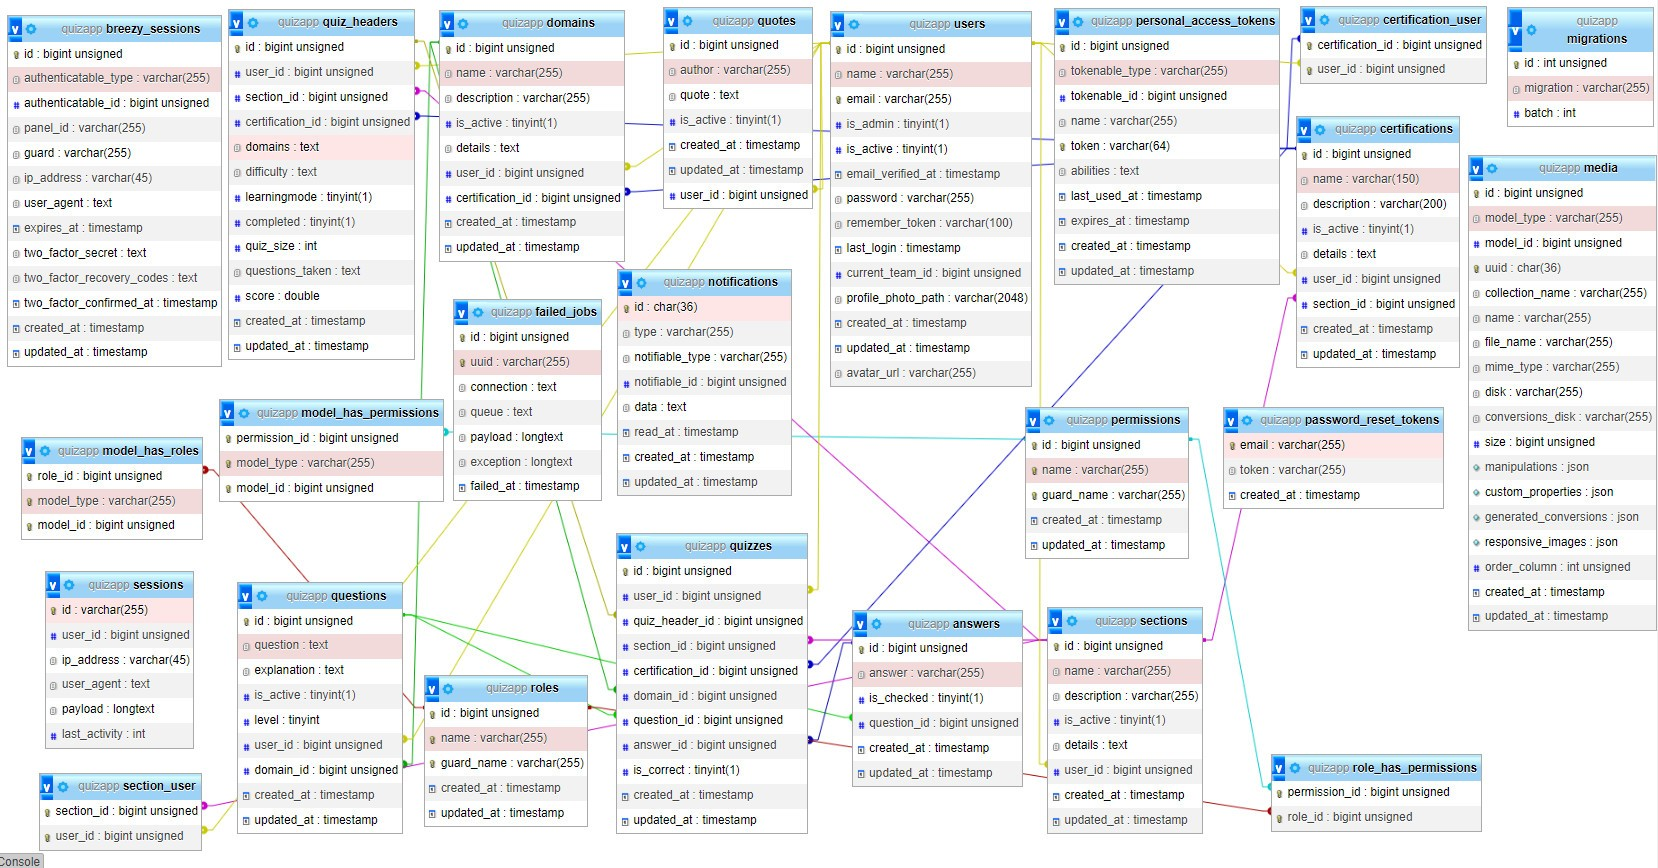 quizapp breezy_sessions
id : bigint unsigned
authenticatable_type : varchar(255)
authenticatable_id : bigint unsigned
panel_id : varchar(255)
guard : varchar(255)
ip_address : varchar(45)
user_agent : text
expires_at : timestamp
two_factor_secret : text
two_factor_recovery_codes : text
two_factor_confirmed_at : timestamp
created_at : timestamp
updated_at : timestamp
quizapp quiz_headers
id : bigint unsigned
user_id : bigint unsigned
section_id : bigint unsigned
certification_id : bigint unsigned
domains : text
difficulty : text
learningmode : tinyint(1)
completed : tinyint(1)
quiz_size : int
questions_taken : text
score : double
created_at : timestamp
updated_at : timestamp
quizapp domains
id : bigint unsigned
name : varchar(255)
description : varchar(255)
is_active : tinyint(1)
details : text
user_id : bigint unsigned
certification_id : bigint unsigned
created_at : timestamp
updated_at : timestamp
quizapp quotes
id : bigint unsigned
author : varchar(255)
quote : text
is_active : tinyint(1)
created_at : timestamp
updated_at : timestamp
user_id : bigint unsigned
quizapp users
id : bigint unsigned
name : varchar(255)
email : varchar(255)
is_admin : tinyint(1)
is_active : tinyint(1)
email_verified_at : timestamp
password : varchar(255)
remember_token : varchar(100)
last_login : timestamp
current_team_id : bigint unsigned
profile_photo_path : varchar(2048)
created_at : timestamp
updated_at : timestamp
avatar_url : varchar(255)
quizapp personal_access_tokens
id : bigint unsigned
tokenable_type : varchar(255)
tokenable_id : bigint unsigned
name : varchar(255)
token : varchar(64)
abilities : text
last_used_at : timestamp
expires_at : timestamp
created_at : timestamp
updated_at : timestamp
quizapp certification_user
certification_id : bigint unsigned
user_id : bigint unsigned
quizapp
migrations
id : int unsigned
migration : varchar(255)
batch : int
quizapp certifications
id : bigint unsigned
name : varchar(150)
description : varchar(200)
is_active : tinyint(1)
details : text
user_id : bigint unsigned
section_id : bigint unsigned
created_at : timestamp
updated_at : timestamp
quizapp media
id : bigint unsigned
model_type : varchar(255)
model_id : bigint unsigned
uuid : char(36)
collection_name : varchar(255)
name : varchar(255)
file_name : varchar(255)
mime_type : varchar(255)
disk : varchar(255)
conversions_disk : varchar(255)
size : bigint unsigned
manipulations : json
custom_properties : json
generated_conversions : json
responsive_images : json
order_column : int unsigned
created_at : timestamp
updated_at : timestamp
quizapp failed_jobs
id : bigint unsigned
uuid : varchar(255)
connection : text
queue : text
payload : longtext
exception : longtext
failed_at : timestamp
quizapp notifications
id : char(36)
type : varchar(255)
notifiable_type : varchar(255)
notifiable_id : bigint unsigned
data : text
read_at : timestamp
created_at : timestamp
updated_at : timestamp
quizapp model_has_permissions
permission_id : bigint unsigned
model_type : varchar(255)
model_id : bigint unsigned
quizapp model_has_roles
role_id : bigint unsigned
model_type : varchar(255)
model_id : bigint unsigned
quizapp permissions
id : bigint unsigned
name : varchar(255)
guard_name : varchar(255)
created_at : timestamp
updated_at : timestamp
quizapp password_reset_tokens
email : varchar(255)
token : varchar(255)
created_at : timestamp
quizapp sessions
id : varchar(255)
user_id : bigint unsigned
ip_address : varchar(45)
user_agent : text
payload : longtext
last_activity : int
quizapp questions
id : bigint unsigned
question : text
explanation : text
is_active : tinyint(1)
level : tinyint
user_id : bigint unsigned
domain_id : bigint unsigned
created_at : timestamp
updated_at : timestamp
quizapp roles
id : bigint unsigned
name : varchar(255)
guard_name : varchar(255)
created_at : timestamp
updated_at : timestamp
quizapp quizzes
id : bigint unsigned
user_id : bigint unsigned
quiz_header_id : bigint unsigned
section_id : bigint unsigned
certification_id : bigint unsigned
domain_id : bigint unsigned
question_id : bigint unsigned
answer_id : bigint unsigned
is_correct : tinyint(1)
created_at : timestamp
updated_at : timestamp
quizapp answers
id : bigint unsigned
answer : varchar(255)
is_checked : tinyint(1)
question_id : bigint unsigned
created_at : timestamp
updated_at : timestamp
quizapp sections
id : bigint unsigned
name : varchar(255)
description : varchar(255)
is_active : tinyint(1)
details : text
user_id : bigint unsigned
created_at : timestamp
updated_at : timestamp
quizapp section_user
section_id : bigint unsigned
user_id : bigint unsigned
quizapp role_has_permissions
permission_id : bigint unsigned
role_id : bigint unsigned
Console